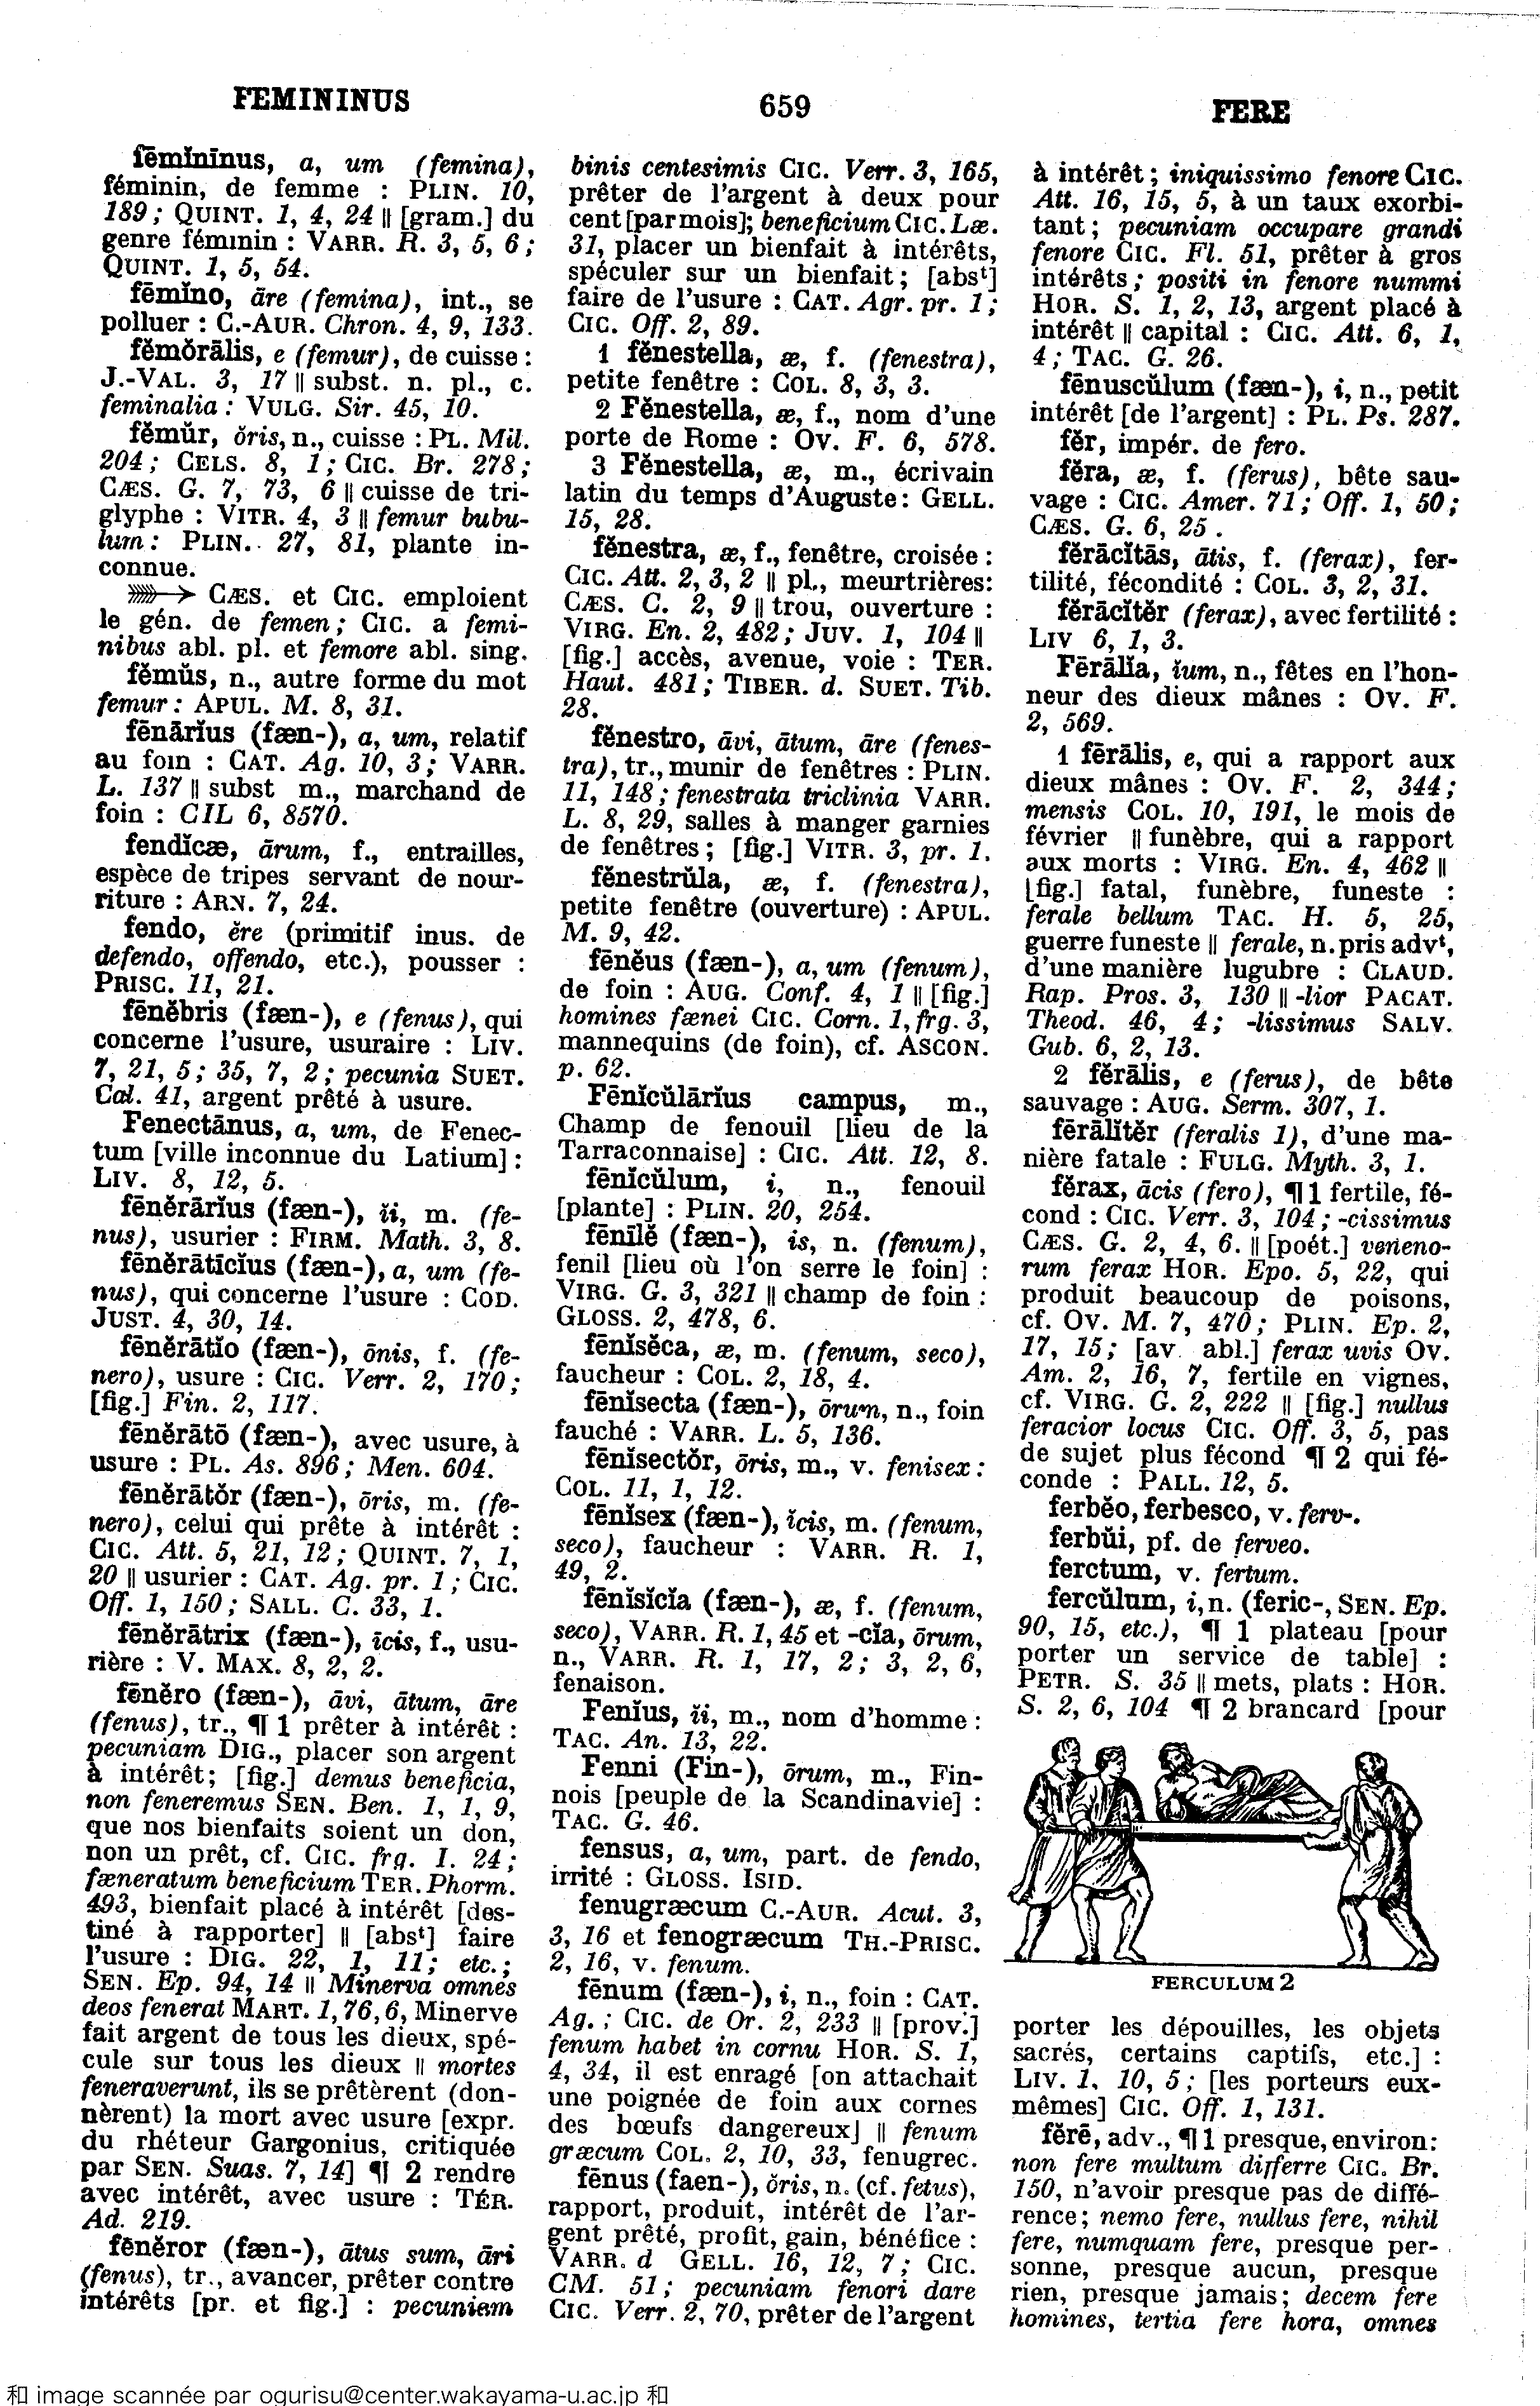 FEMININUS
659
FERE
fēmĭnīnus, a, um (femina),
féminin, de femme : PLIN. 10,
189 ; QUINT. 1, 4, 24 || [gram.] du
genre féminin : VARR. R. 3, 5, 6 ;
QUINT. 1, 5, 54.
fēmĭno, āre (femina), int., se
polluer : C.-AUR. Chron. 4, 9, 133.
fĕmŏrālis, e (femur), de cuisse :
J.-VAL. 3, 17 || subst. n. pl., c.
feminalia : VULG. Sir. 45, 10.
fĕmŭr, ŏris, n., cuisse : PL. Mil.
204 ; CELS. 8, 1 ; CIC. Br. 278 ;
CÆS. G. 7, 73, 6 || cuisse de tri-
glyphe : VITR. 4, 3 || femur bubu-
lum : PLIN. 27, 81, plante in-
connue.
CÆS. et CIC. emploient
le gén. de femen ; CIC. a femi-
nibus abl. pl. et femore abl. sing.
fĕmŭs, n., autre forme du mot
femur : APUL. M. 8, 31.
fēnārĭus (fæn-), a, um, relatif
au foin : CAT. Ag. 10, 3 ; VARR.
L. 137 || subst m., marchand de
foin : CIL 6, 8570.
fendĭcæ, ārum, f., entrailles,
espèce de tripes servant de nour-
riture : ARN. 7, 24.
fendo, ĕre (primitif inus. de
defendo, offendo, etc.), pousser :
PRISC. 11, 21.
fēnĕbris (fæn-), e (fenus), qui
concerne l'usure, usuraire : LIV.
7, 21, 5 ; 35, 7, 2 ; pecunia SUET.
Cal. 41, argent prêté à usure.
Fenectānus, a, um, de Fenec-
tum [ville inconnue du Latium] :
LIV. 8, 12, 5.
fēnĕrārĭus (fæn-), ĭi, m. (fe-
nus), usurier : FIRM. Math. 3, 8.
fēnĕrātĭcĭus (fæn-), a, um (fe-
nus), qui concerne l'usure : COD.
JUST. 4, 30, 14.
fēnĕrātĭo (fæn-), ōnis, f. (fe-
nero), usure : CIC. Verr. 2, 170 ;
[fig.] Fin. 2, 117.
fēnĕrātō (fæn-), avec usure, à
usure : PL. As. 896 ; Men. 604.
fēnĕrātŏr (fæn-), ōris, m. (fe-
nero), celui qui prête à intérêt :
CIC. Att. 5, 21, 12 ; QUINT. 7, 1,
20 || usurier : CAT. Ag. pr. 1 ; CIC.
Off. 1, 150 ; SALL. C. 33, 1.
fēnĕrātrix (fæn-), īcis, f., usu-
rière : V. MAX. 8, 2, 2.
fēnĕro (fæn-), āvi, ātum, āre
(fenus), tr., ¶ 1 prêter à intérêt :
pecuniam DIG., placer son argent
à intérêt ; [fig.] demus beneficia,
non feneremus SEN. Ben. 1, 1, 9,
que nos bienfaits soient un don,
non un prêt, cf. CIC. frg. I. 24 ;
fæneratum beneficium TER. Phorm.
493, bienfait placé à intérêt [des-
tiné à rapporter] || [absᵗ] faire
l'usure : DIG. 22, 1, 11 ; etc. ;
SEN. Ep. 94, 14 || Minerva omnes
deos fenerat MART. 1, 76, 6, Minerve
fait argent de tous les dieux, spé-
cule sur tous les dieux || mortes
feneraverunt, ils se prêtèrent (don-
nèrent) la mort avec usure [expr.
du rhéteur Gargonius, critiquée
par SEN. Suas. 7, 14] ¶ 2 rendre
avec intérêt, avec usure : TÉR.
Ad. 219.
fēnĕror (fæn-), ātus sum, āri
(fenus), tr., avancer, prêter contre
intérêts [pr. et fig.] : pecuniam
binis centesimis CIC. Verr. 3, 165,
prêter de l'argent à deux pour
cent [par mois] ; beneficium CIC. Læ.
31, placer un bienfait à intérêts,
spéculer sur un bienfait ; [absᵗ]
faire de l'usure : CAT. Agr. pr. 1 ;
CIC. Off. 2, 89.
1 fĕnestella, æ, f. (fenestra),
petite fenêtre : COL. 8, 3, 3.
2 Fĕnestella, æ, f., nom d'une
porte de Rome : OV. F. 6, 578.
3 Fĕnestella, æ, m., écrivain
latin du temps d'Auguste : GELL.
15, 28.
fĕnestra, æ, f., fenêtre, croisée :
CIC. Att. 2, 3, 2 || pl., meurtrières :
CÆS. C. 2, 9 || trou, ouverture :
VIRG. En. 2, 482 ; JUV. 1, 104 ||
[fig.] accès, avenue, voie : TER.
Haut. 481 ; TIBER. d. SUET. Tib.
28.
fĕnestro, āvi, ātum, āre (fenes-
tra), tr., munir de fenêtres : PLIN.
11, 148 ; fenestrata triclinia VARR.
L. 8, 29, salles à manger garnies
de fenêtres ; [fig.] VITR. 3, pr. 1.
fĕnestrŭla, æ, f. (fenestra),
petite fenêtre (ouverture) : APUL.
M. 9, 42.
fēnĕus (fæn-), a, um (fenum),
de foin : AUG. Conf. 4, 1 || [fig.]
homines fænei CIC. Corn. 1, frg. 3,
mannequins (de foin), cf. ASCON.
p. 62.
Fēnĭcŭlārĭus campus, m.,
Champ de fenouil [lieu de la
Tarraconnaise] : CIC. Att. 12, 8.
fēnĭcŭlum, i, n., fenouil
[plante] : PLIN. 20, 254.
fēnīlĕ (fæn-), is, n. (fenum),
fenil [lieu où l'on serre le foin] :
VIRG. G. 3, 321 || champ de foin :
GLOSS. 2, 478, 6.
fēnĭsĕca, æ, m. (fenum, seco),
faucheur : COL. 2, 18, 4.
fēnĭsecta (fæn-), ōrum, n., foin
fauché : VARR. L. 5, 136.
fēnĭsectŏr, ōris, m., v. fenisex :
COL. 11, 1, 12.
fēnĭsex (fæn-), ĭcis, m. (fenum,
seco), faucheur : VARR. R. 1,
49, 2.
fēnĭsĭcĭa (fæn-), æ, f. (fenum,
seco), VARR. R. 1, 45 et -cĭa, ōrum,
n., VARR. R. 1, 17, 2 ; 3, 2, 6,
fenaison.
Fenĭus, ĭi, m., nom d'homme :
TAC. An. 13, 22.
Fenni (Fin-), ōrum, m., Fin-
nois [peuple de la Scandinavie] :
TAC. G. 46.
fensus, a, um, part. de fendo,
irrité : GLOSS. ISID.
fenugræcum C.-AUR. Acut. 3,
3, 16 et fenogræcum TH.-PRISC.
2, 16, v. fenum.
fēnum (fæn-), i, n., foin : CAT.
Ag. ; CIC. de Or. 2, 233 || [prov.]
fenum habet in cornu HOR. S. 1,
4, 34, il est enragé [on attachait
une poignée de foin aux cornes
des bœufs dangereux] || fenum
græcum COL. 2, 10, 33, fenugrec.
fēnus (faen-), ŏris, n. (cf. fetus),
rapport, produit, intérêt de l'ar-
gent prêté, profit, gain, bénéfice :
VARR. d GELL. 16, 12, 7 ; CIC.
CM. 51 ; pecuniam fenori dare
CIC. Verr. 2, 70, prêter de l'argent
à intérêt ; iniquissimo fenore CIC.
Att. 16, 15, 5, à un taux exorbi-
tant ; pecuniam occupare grandi
fenore CIC. Fl. 51, prêter à gros
intérêts ; positi in fenore nummi
HOR. S. 1, 2, 13, argent placé à
intérêt || capital : CIC. Att. 6, 1,
4 ; TAC. G. 26.
fēnuscŭlum (fæn-), i, n., petit
intérêt [de l'argent] : PL. Ps. 287.
fĕr, impér. de fero.
fĕra, æ, f. (ferus), bête sau-
vage : CIC. Amer. 71 ; Off. 1, 50 ;
CÆS. G. 6, 25.
fĕrācĭtās, ātis, f. (ferax), fer-
tilité, fécondité : COL. 3, 2, 31.
fĕrācĭtĕr (ferax), avec fertilité :
LIV 6, 1, 3.
Fērālĭa, ĭum, n., fêtes en l'hon-
neur des dieux mânes : OV. F.
2, 569.
1 fērālis, e, qui a rapport aux
dieux mânes : OV. F. 2, 344 ;
mensis COL. 10, 191, le mois de
février || funèbre, qui a rapport
aux morts : VIRG. En. 4, 462 ||
[fig.] fatal, funèbre, funeste :
ferale bellum TAC. H. 5, 25,
guerre funeste || ferale, n. pris advᵗ,
d'une manière lugubre : CLAUD.
Rap. Pros. 3, 130 || -lior PACAT.
Theod. 46, 4 ; -lissimus SALV.
Gub. 6, 2, 13.
2 fĕrālis, e (ferus), de bête
sauvage : AUG. Serm. 307, 1.
fērālĭtĕr (feralis 1), d'une ma-
nière fatale : FULG. Myth. 3, 1.
fĕrax, ācis (fero), ¶ 1 fertile, fé-
cond : CIC. Verr. 3, 104 ; -cissimus
CÆS. G. 2, 4, 6. || [poét.] veneno-
rum ferax HOR. Epo. 5, 22, qui
produit beaucoup de poisons,
cf. OV. M. 7, 470 ; PLIN. Ep. 2,
17, 15 ; [av. abl.] ferax uvis OV.
Am. 2, 16, 7, fertile en vignes,
cf. VIRG. G. 2, 222 || [fig.] nullus
feracior locus CIC. Off. 3, 5, pas
de sujet plus fécond ¶ 2 qui fé-
conde : PALL. 12, 5.
ferbĕo, ferbesco, v. ferv-.
ferbŭi, pf. de ferveo.
ferctum, v. fertum.
fercŭlum, i, n. (feric-, SEN. Ep.
90, 15, etc.), ¶ 1 plateau [pour
porter un service de table] :
PETR. S. 35 || mets, plats : HOR.
S. 2, 6, 104 ¶ 2 brancard [pour
FERCULUM 2
porter les dépouilles, les objets
sacrés, certains captifs, etc.] :
LIV. 1, 10, 5 ; [les porteurs eux-
mêmes] CIC. Off. 1, 131.
fĕrē, adv., ¶ 1 presque, environ :
non fere multum differre CIC. Br.
150, n'avoir presque pas de diffé-
rence ; nemo fere, nullus fere, nihil
fere, numquam fere, presque per-
sonne, presque aucun, presque
rien, presque jamais ; decem fere
homines, tertia fere hora, omnes
和 image scannée par ogurisu@center.wakayama-u.ac.jp 和